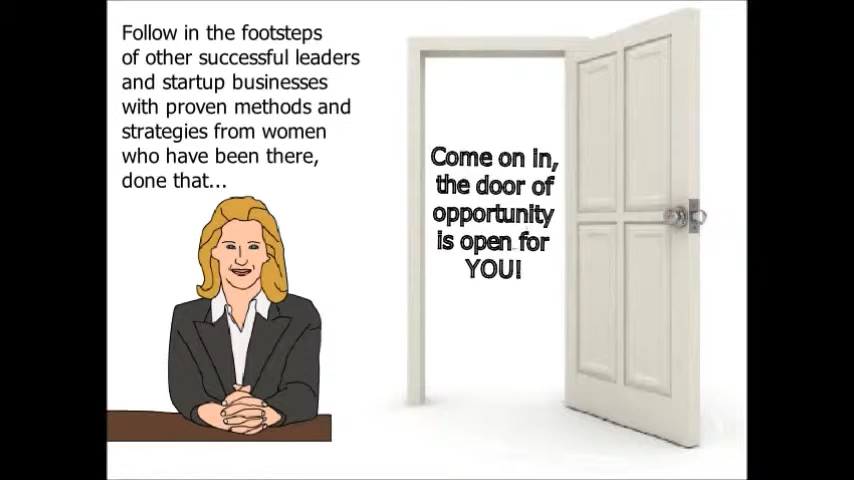 Follow in the footsteps
of other successful leaders
and startup businesses
with proven methods and
strategies from women
who have been there,
done that...
Come on in,
the door of
opportunity
is open for
YOU!